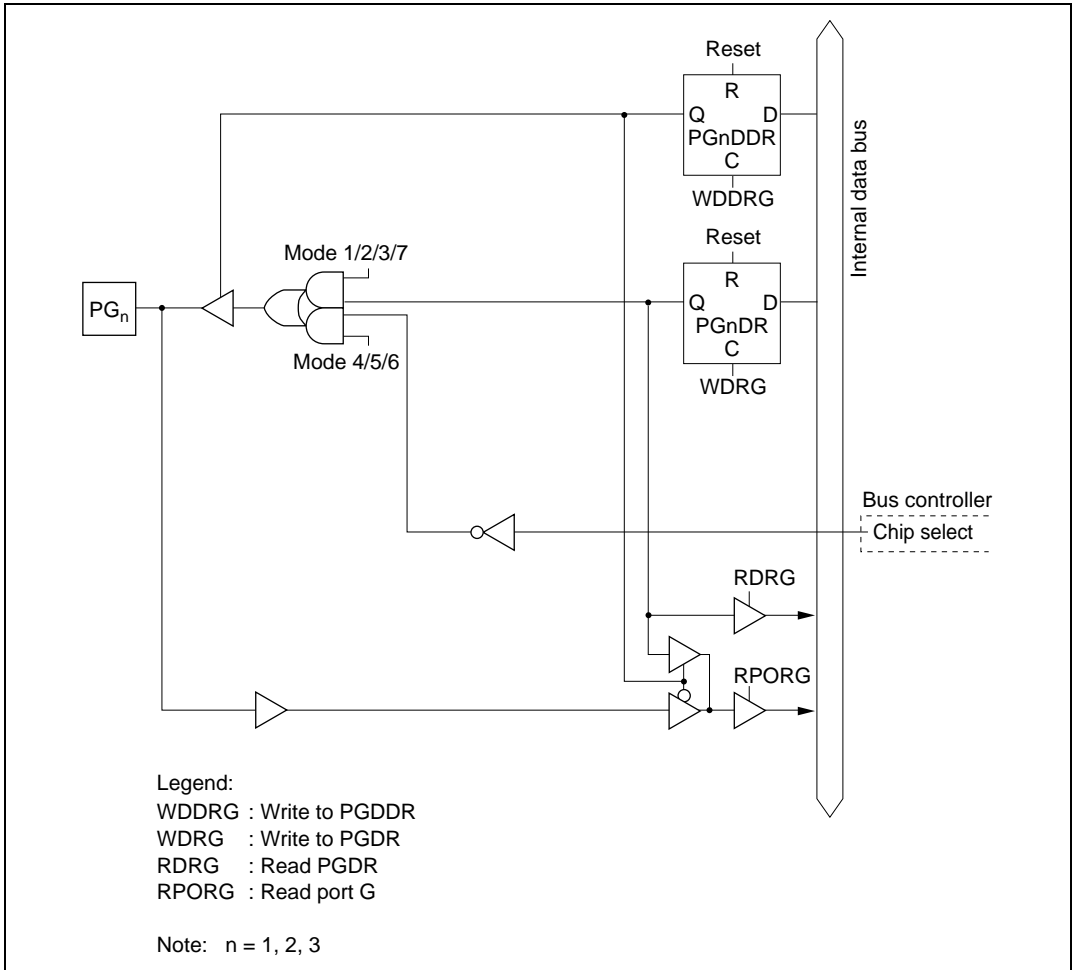 Reset
R
Q D
PGnDDR
C
WDDRG
Internal data bus
Reset
Mode 1/2/3/7
R
PGn
Q D
PGnDR
C
Mode 4/5/6
WDRG
Bus controller
Chip select
RDRG
RPORG
Legend:
WDDRG : Write to PGDDR
WDRG : Write to PGDR
RDRG : Read PGDR
RPORG : Read port G
Note: n = 1, 2, 3